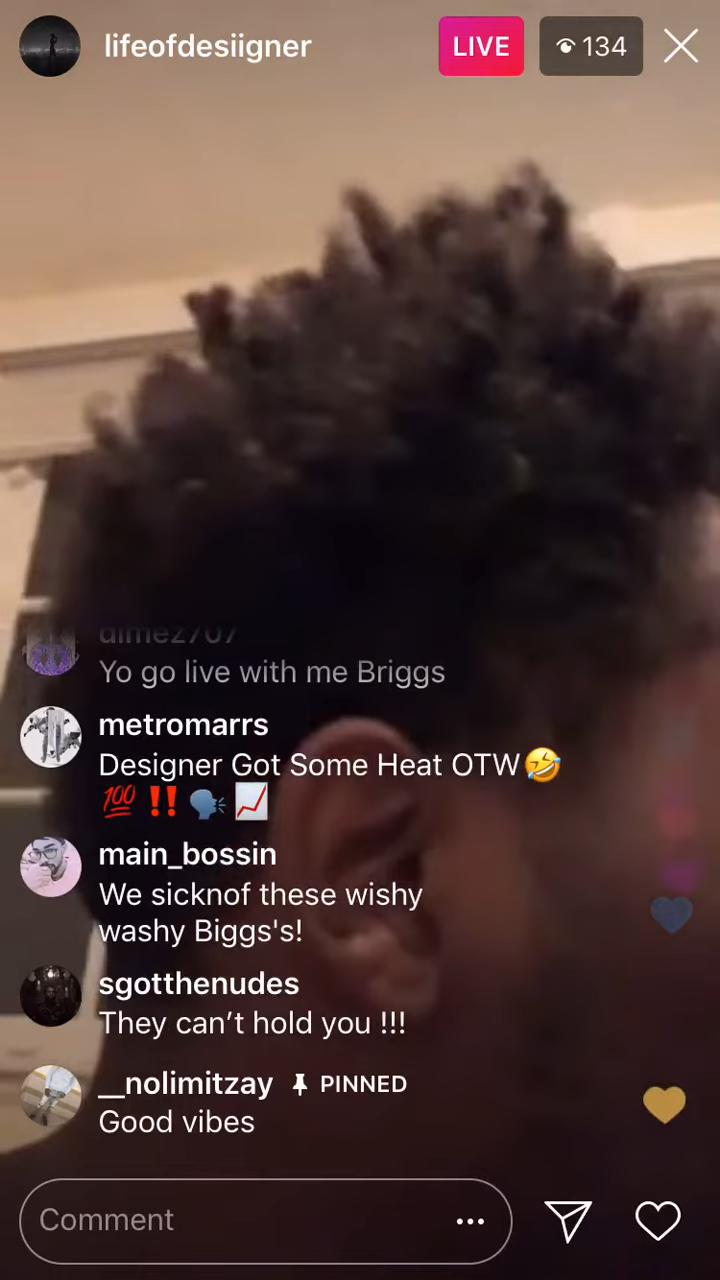 lifeofdesiigner
LIVE
134
dimez707
Yo go live with me Briggs
metromarrs
Designer Got Some Heat OTW🤣
💯‼️🗣️📈
main_bossin
We sicknof these wishy
washy Biggs's!
sgotthenudes
They can’t hold you !!!
__nolimitzay PINNED
Good vibes
Comment